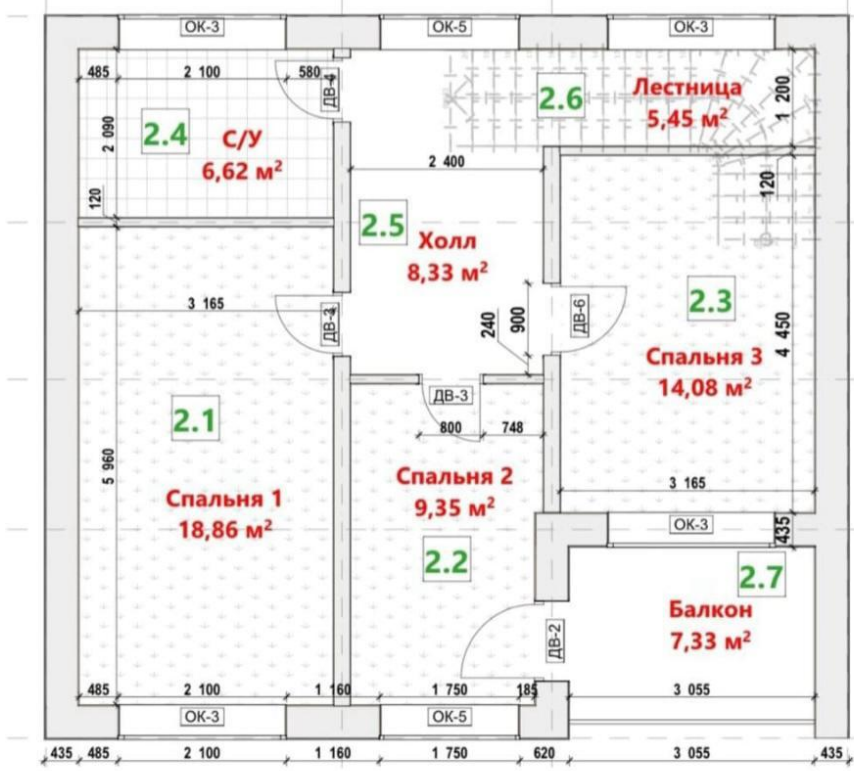 ОК-3
ОК-5
ОК-3
485
2 100
580
ДВ-4
2.4
С/У
6,62 м²
2 090
120
2.6
Лестница
5,45 м²
1 200
2 400
120
2.5
Холл
8,33 м²
3 165
ДВ-3
240
900
ДВ-6
2.3
Спальня 3
14,08 м²
4 450
2.1
ДВ-3
800
748
5 960
Спальня 1
18,86 м²
Спальня 2
9,35 м²
2.2
3 165
ОК-3
435
2.7
Балкон
7,33 м²
ДВ-2
485
2 100
1 160
1 750
185
3 055
ОК-3
ОК-5
435
485
2 100
1 160
1 750
620
3 055
435